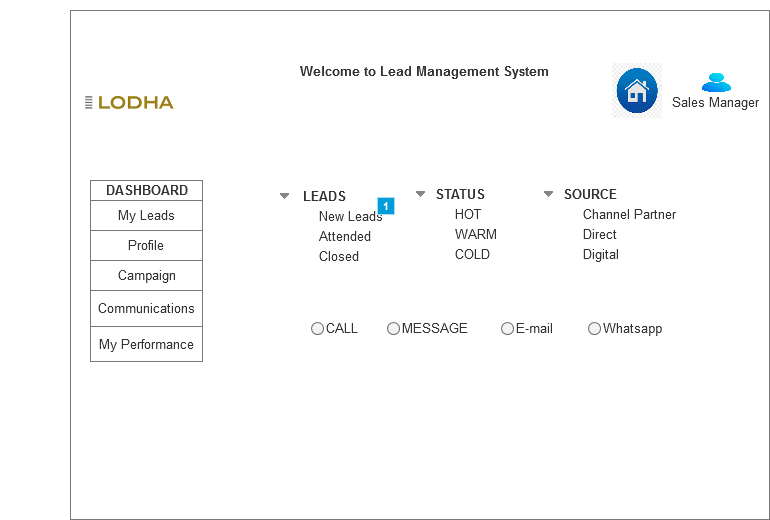 Welcome to Lead Management System
LODHA
Sales Manager
DASHBOARD
My Leads
Profile
Campaign
Communications
My Performance
LEADS
New Leads
1
Attended
Closed
STATUS
HOT
WARM
COLD
SOURCE
Channel Partner
Direct
Digital
CALL MESSAGE E-mail Whatsapp